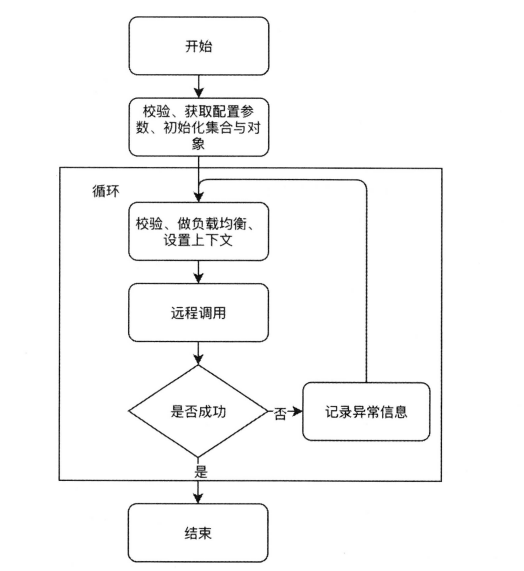 开始
校验、获取配置参
数、初始化集合与对
象
循环
校验、做负载均衡、
设置上下文
远程调用
是否成功
否
记录异常信息
是
结束